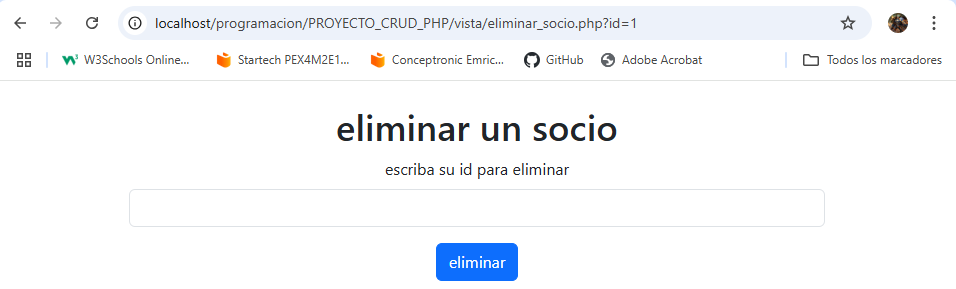 localhost/programacion/PROYECTO_CRUD_PHP/vista/eliminar_socio.php?id=1
W3Schools Online... Startech PEX4M2E1... Conceptronic Emric... GitHub Adobe Acrobat Todos los marcadores
eliminar un socio
escriba su id para eliminar
eliminar